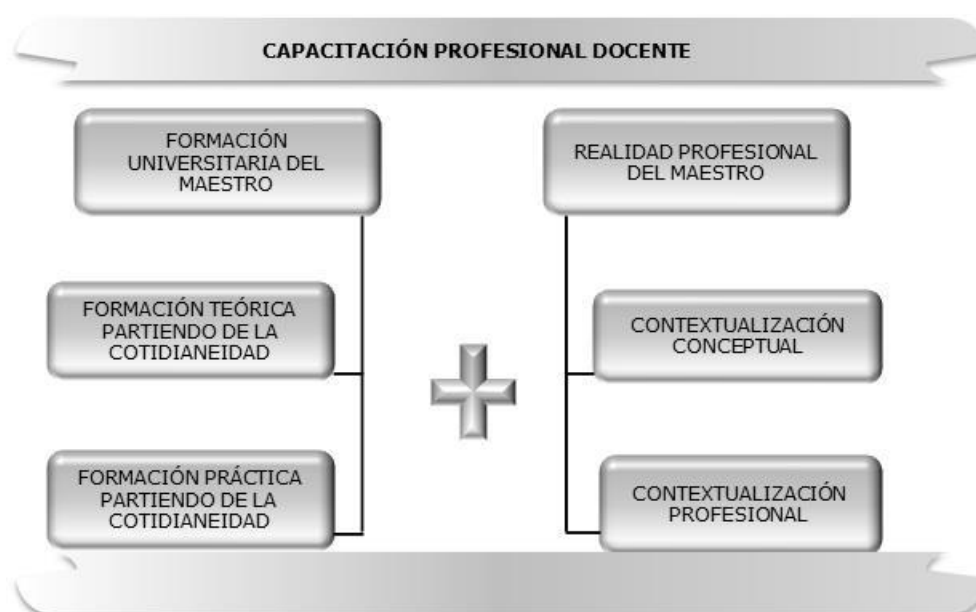 CAPACITACIÓN PROFESIONAL DOCENTE
FORMACIÓN
UNIVERSITARIA DEL
MAESTRO
FORMACIÓN TEÓRICA
PARTIENDO DE LA
COTIDIANEIDAD
FORMACIÓN PRÁCTICA
PARTIENDO DE LA
COTIDIANEIDAD
REALIDAD PROFESIONAL
DEL MAESTRO
CONTEXTUALIZACIÓN
CONCEPTUAL
CONTEXTUALIZACIÓN
PROFESIONAL